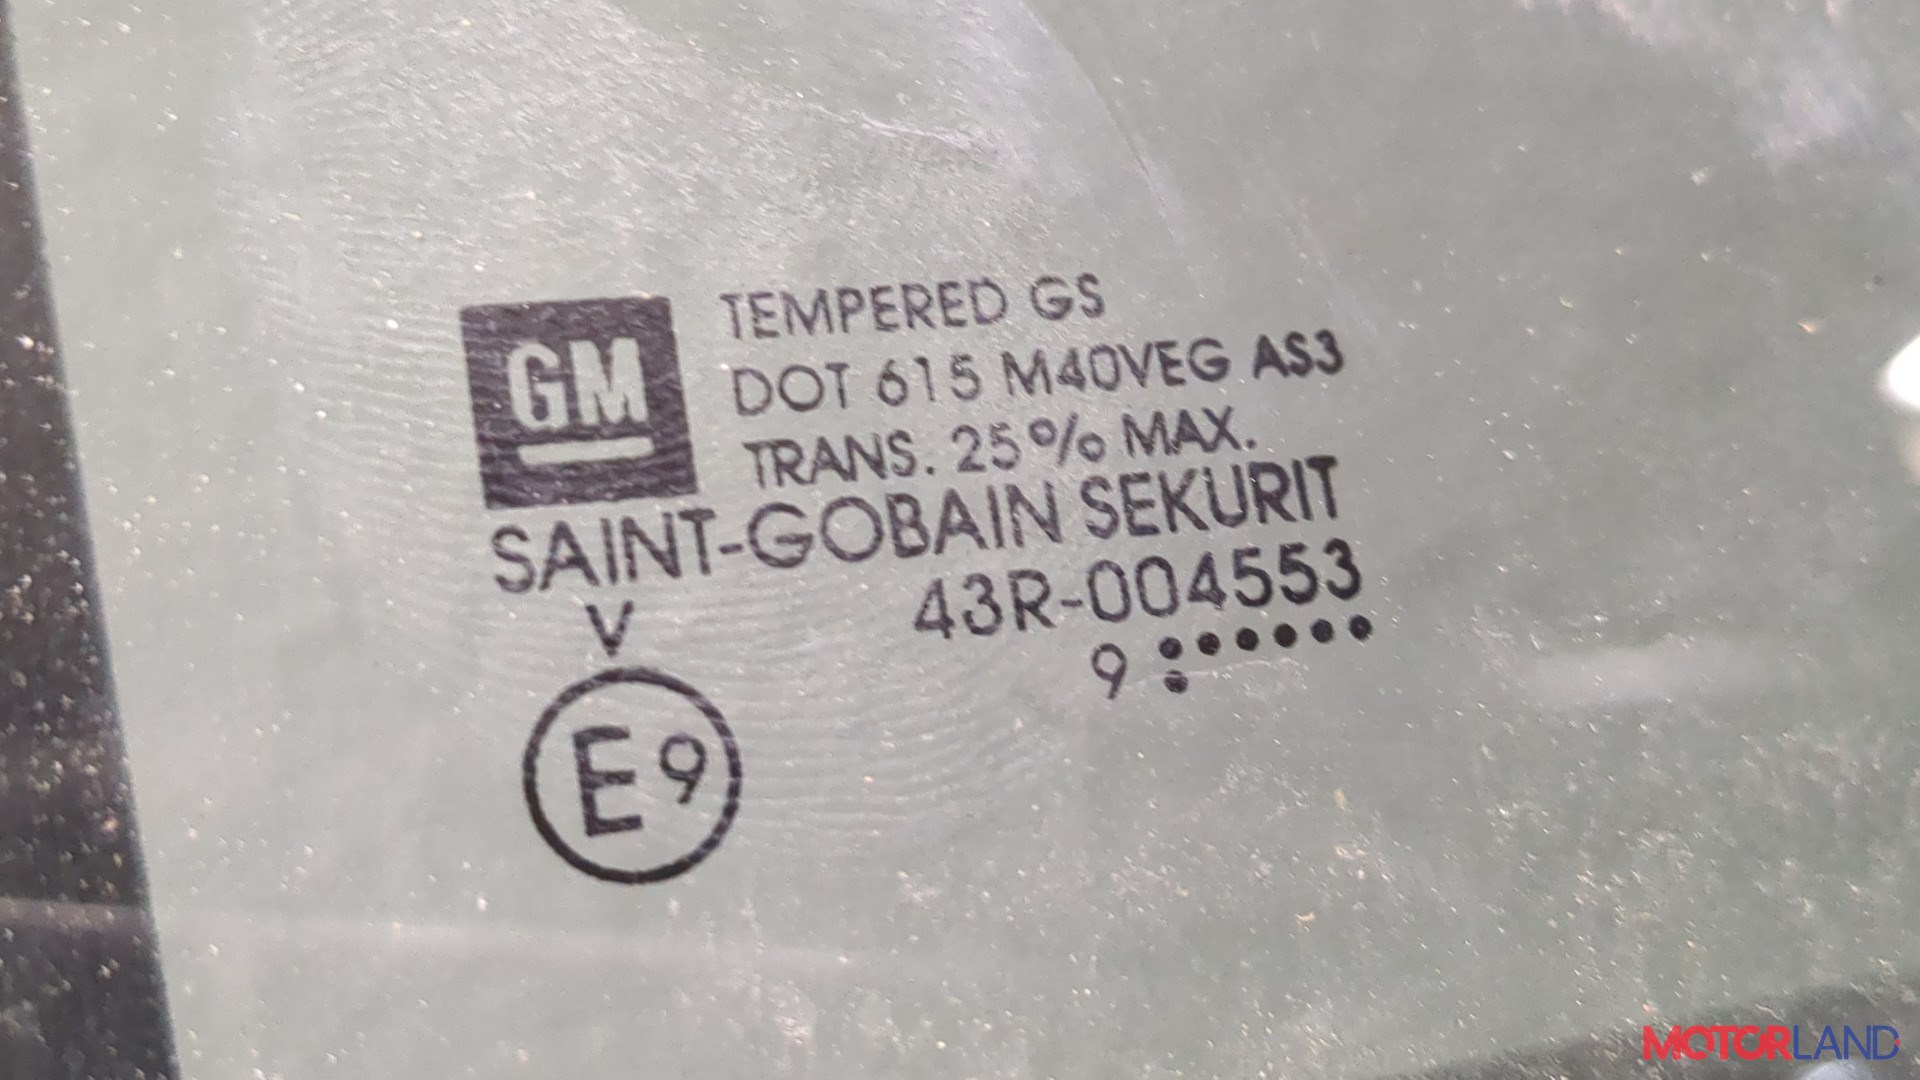 GM
TEMPERED GS
DOT 615 M40VEG AS3
TRANS. 25% MAX.
SAINT-GOBAIN SEKURIT
43R-004553
V
9
E9
MOTORLAND